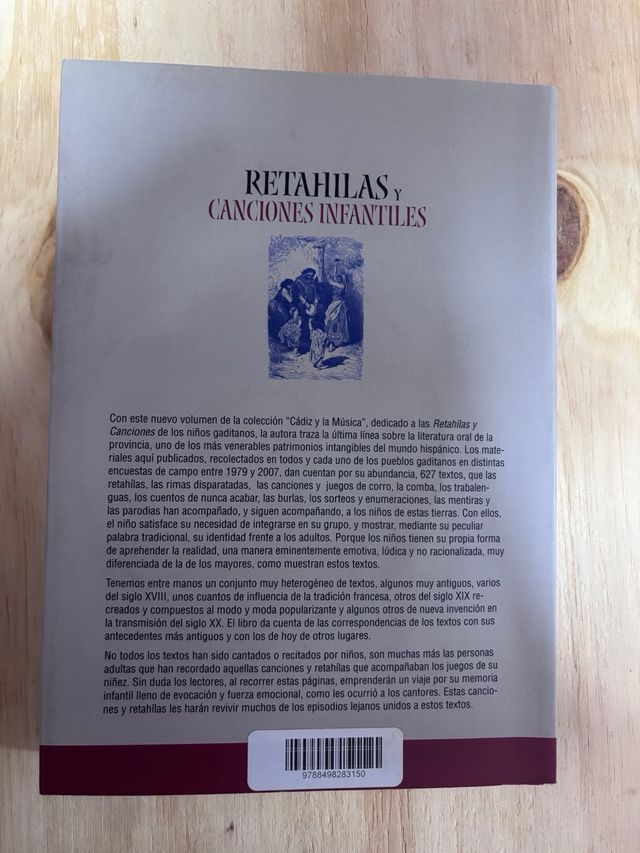 RETAHILAS Y
CANCIONES INFANTILES
Con este nuevo volumen de la colección "Cádiz y la Música", dedicado a las Retahílas y
Canciones de los niños gaditanos, la autora traza la última línea sobre la literatura oral de la
provincia, uno de los más venerables patrimonios intangibles del mundo hispánico. Los mate-
riales aquí publicados, recolectados en todos y cada uno de los pueblos gaditanos en distintas
encuestas de campo entre 1979 y 2007, dan cuentan por su abundancia, 627 textos, que las
retahílas, las rimas disparatadas, las canciones y juegos de corro, la comba, los trabalen-
guas, los cuentos de nunca acabar, las burlas, los sorteos y enumeraciones, las mentiras y
las parodias han acompañado, y siguen acompañando, a los niños de estas tierras. Con ellos,
el niño satisface su necesidad de integrarse en su grupo, y mostrar, mediante su peculiar
palabra tradicional, su identidad frente a los adultos. Porque los niños tienen su propia forma
de aprehender la realidad, una manera eminentemente emotiva, lúdica y no racionalizada, muy
diferenciada de la de los mayores, como muestran estos textos.
Tenemos entre manos un conjunto muy heterogéneo de textos, algunos muy antiguos, varios
del siglo XVIII, unos cuantos de influencia de la tradición francesa, otros del siglo XIX re-
creados y compuestos al modo y moda popularizante y algunos otros de nueva invención en
la transmisión del siglo XX. El libro da cuenta de las correspondencias de los textos con sus
antecedentes más antiguos y con los de hoy de otros lugares.
No todos los textos han sido cantados o recitados por niños, son muchas más las personas
adultas que han recordado aquellas canciones y retahílas que acompañaban los juegos de su
niñez. Sin duda los lectores, al recorrer estas páginas, emprenderán un viaje por su memoria
infantil lleno de evocación y fuerza emocional, como les ocurrió a los cantores. Estas cancio-
nes y retahílas les harán revivir muchos de los episodios lejanos unidos a estos textos.
9788498283150